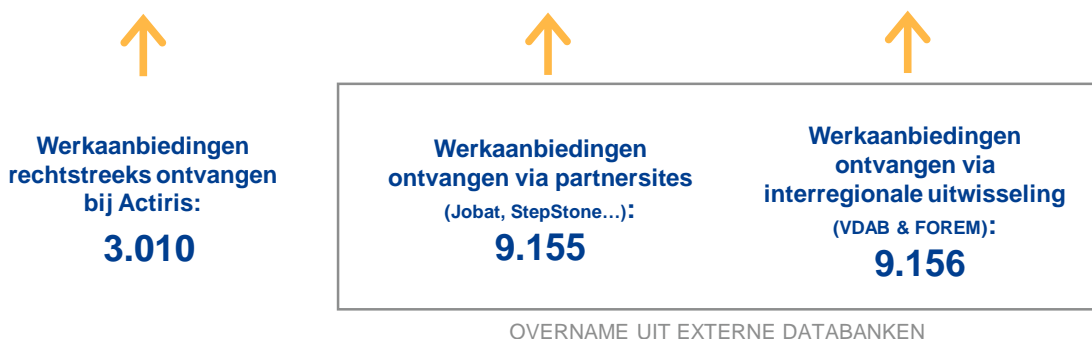 Werkaanbiedingen
rechtstreeks ontvangen
bij Actiris:
3.010
Werkaanbiedingen
ontvangen via partnersites
(Jobat, StepStone…):
9.155
Werkaanbiedingen
ontvangen via
interregionale uitwisseling
(VDAB & FOREM):
9.156
OVERNAME UIT EXTERNE DATABANKEN